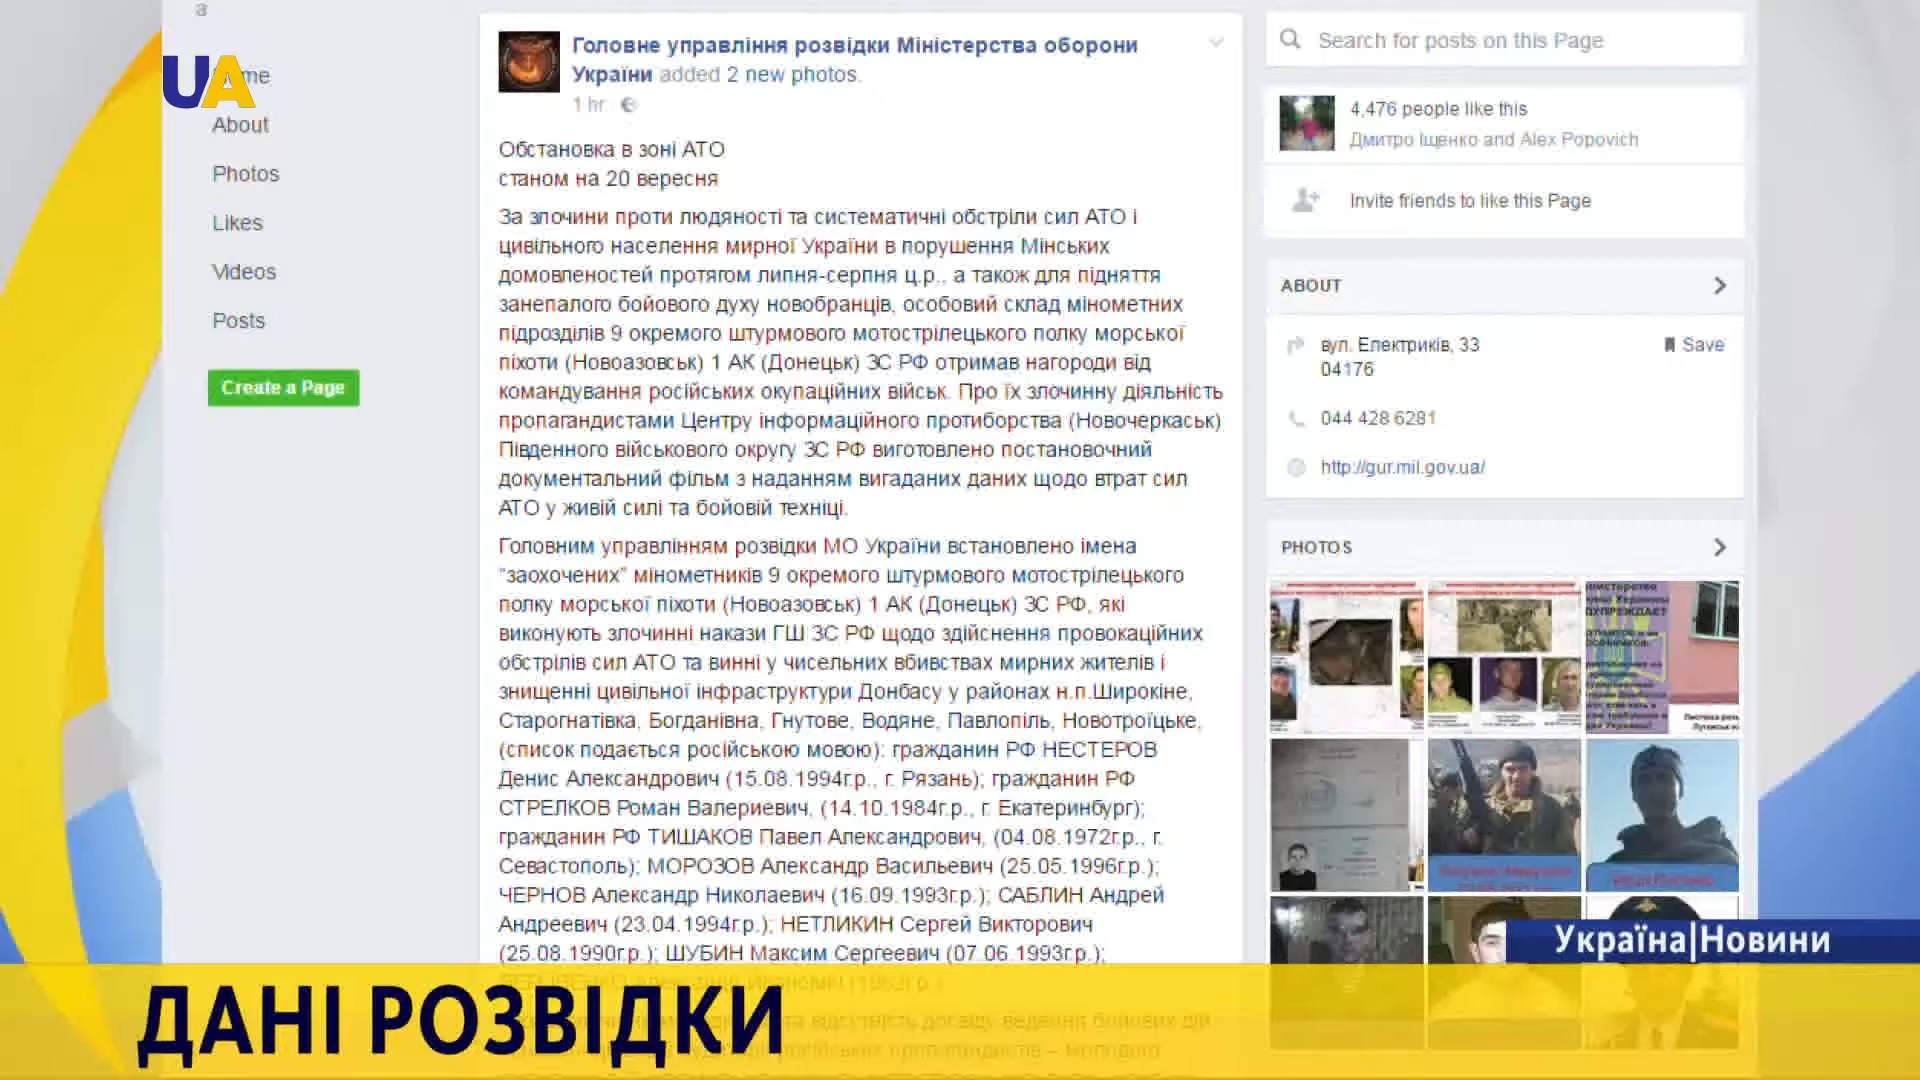 UA
Home
About
Photos
Likes
Videos
Posts
Create a Page
Головне управління розвідки Міністерства оборони
України added 2 new photos.
1 hr
Обстановка в зоні АТО
станом на 20 вересня
За злочини проти людяності та систематичні обстріли сил АТО і
цивільного населення мирної України в порушення Мінських
домовленостей протягом липня-серпня ц.р., а також для підняття
занепалого бойового духу новобранців, особовий склад мінометних
підрозділів 9 окремого штурмового мотострілецького полку морської
піхоти (Новоазовськ) 1 АК (Донецьк) ЗС РФ отримав нагороди від
командування російських окупаційних військ. Про їх злочинну діяльність
пропагандистами Центру інформаційного протиборства (Новочеркаськ)
Південного військового округу ЗС РФ виготовлено постановочний
документальний фільм з наданням вигаданих даних щодо втрат сил
АТО у живій силі та бойовій техніці.
Головним управлінням розвідки МО України встановлено імена
"заохочених" мінометників 9 окремого штурмового мотострілецького
полку морської піхоти (Новоазовськ) 1 АК (Донецьк) ЗС РФ, які
виконують злочинні накази ГШ ЗС РФ щодо здійснення провокаційних
обстрілів сил АТО та винні у чисельних вбивствах мирних жителів і
знищенні цивільної інфраструктури Донбасу у районах н.п.Широкіне,
Старогнатівка, Богданівна, Гнутове, Водяне, Павлопіль, Новотроїцьке,
(список подається російською мовою): гражданин РФ НЕСТЕРОВ
Денис Александрович (15.08.1994г.р., г. Рязань); гражданин РФ
СТРЕЛКОВ Роман Валериевич, (14.10.1984г.р., г. Екатеринбург);
гражданин РФ ТИШАКОВ Павел Александрович, (04.08.1972г.р., г.
Севастополь); МОРОЗОВ Александр Васильевич (25.05.1996г.р.);
ЧЕРНОВ Александр Николаевич (16.09.1993г.р.); САБЛИН Андрей
Андреевич (23.04.1994г.р.); НЕТЛИКИН Сергей Викторович
(25.08.1990г.р.); ШУБИН Максим Сергеевич (07.06.1993г.р.);
та відсутність досвіду ведення бойових дій
російських пропагандистів – молодого
Search for posts on this Page
4,476 people like this
Дмитро Іщенко and Alex Popovich
Invite friends to like this Page
ABOUT
вул. Електриків, 33
04176
Save
044 428 6281
http://gur.mil.gov.ua/
PHOTOS
Україна|Новини
ДАНІ РОЗВІДКИ